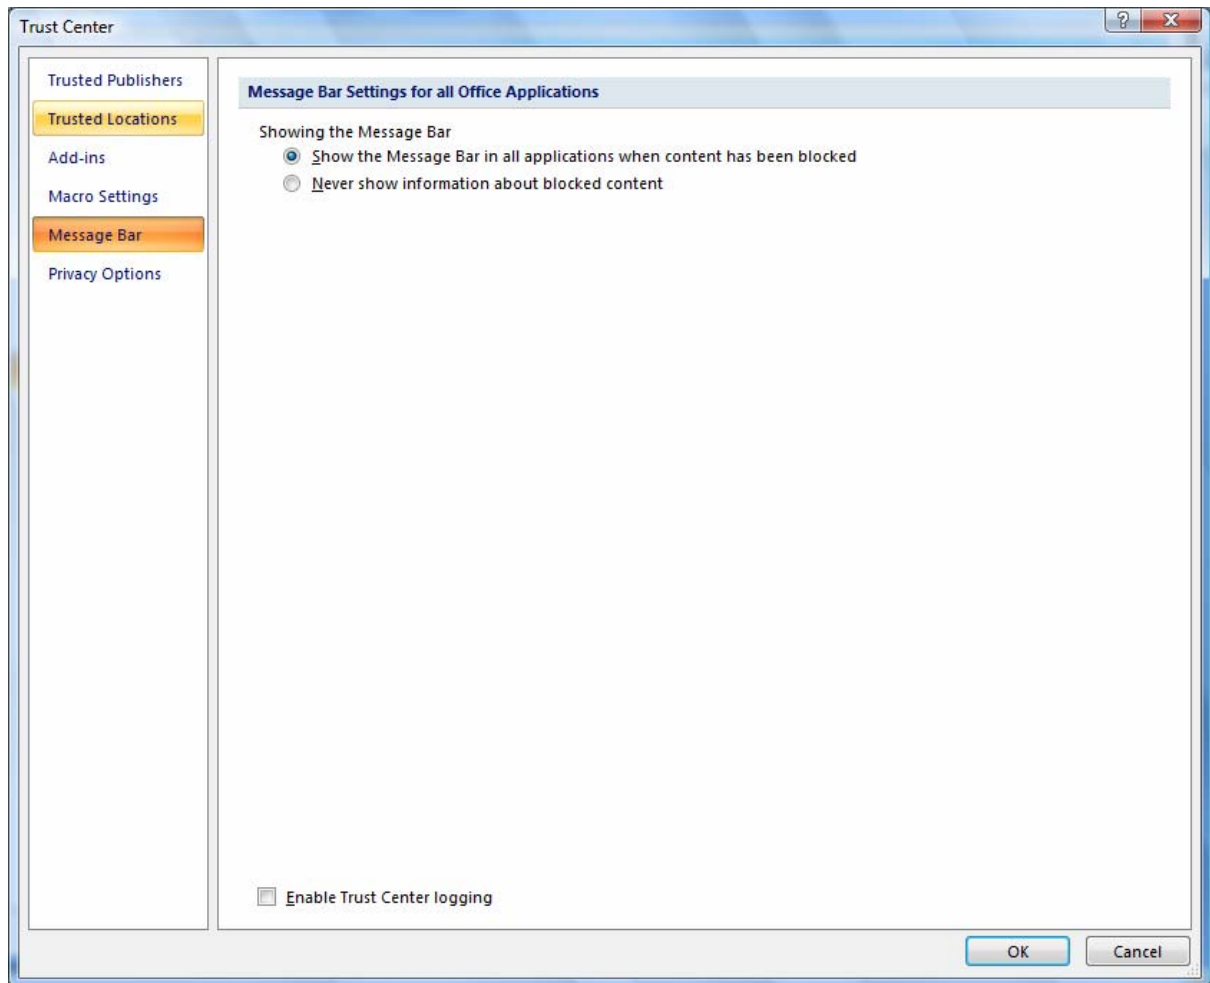 Trust Center
Trusted Publishers
Trusted Locations
Add-ins
Macro Settings
Message Bar
Privacy Options
Message Bar Settings for all Office Applications
Showing the Message Bar
Show the Message Bar in all applications when content has been blocked
Never show information about blocked content
Enable Trust Center logging
OK
Cancel